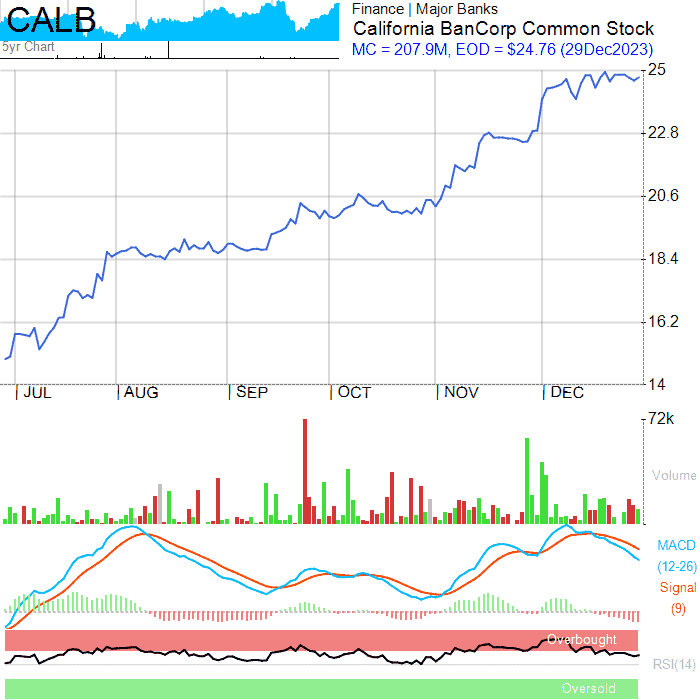 CALB
5yr Chart
Finance | Major Banks
California BanCorp Common Stock
MC = 207.9M, EOD = $24.76 (29Dec2023)
25
22.8
20.6
18.4
16.2
14
JUL AUG SEP OCT NOV DEC
72k
Volume
MACD
(12-26)
Signal
(9)
Overbought
RSI(14)
Oversold